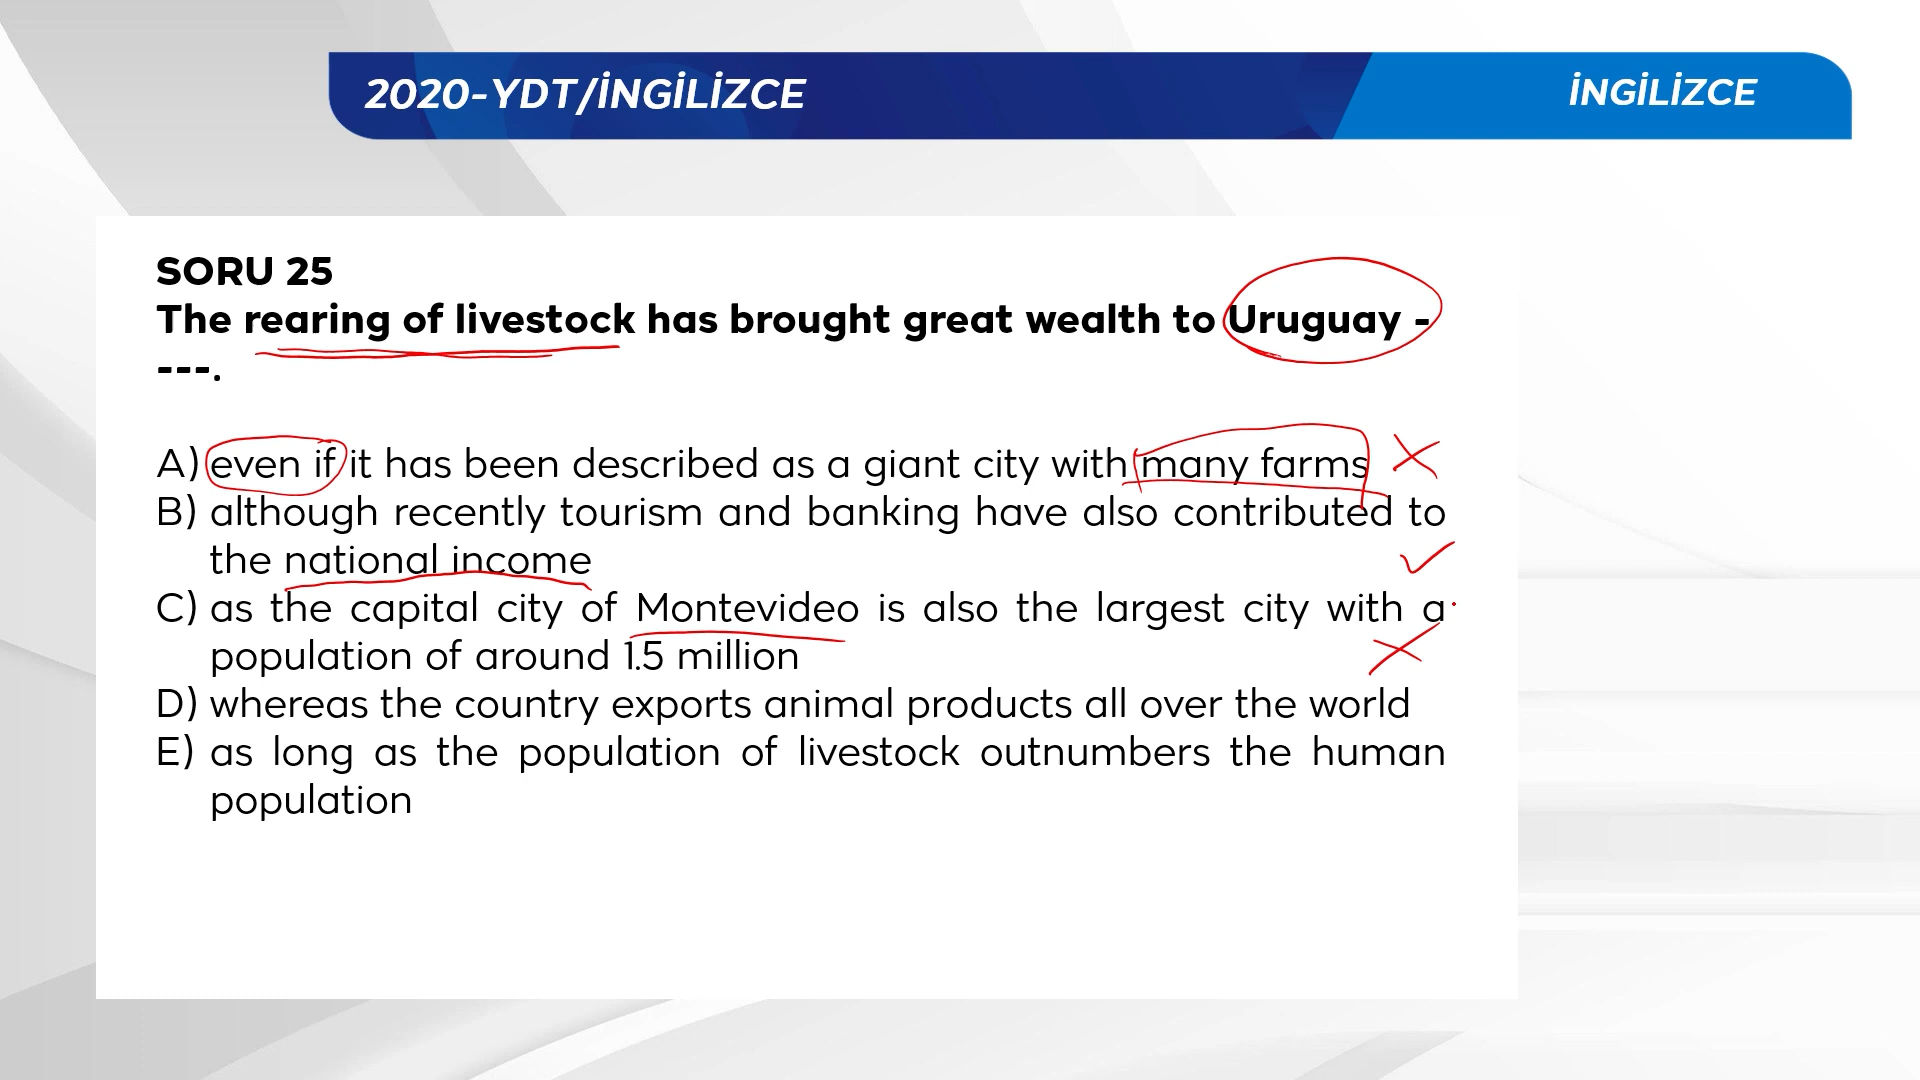 2020-YDT/İNGİLİZCE
İNGİLİZCE
SORU 25
The rearing of livestock has brought great wealth to Uruguay -
---.
A) even if it has been described as a giant city with many farms
B) although recently tourism and banking have also contributed to
the national income
C) as the capital city of Montevideo is also the largest city with a
population of around 1.5 million
D) whereas the country exports animal products all over the world
E) as long as the population of livestock outnumbers the human
population